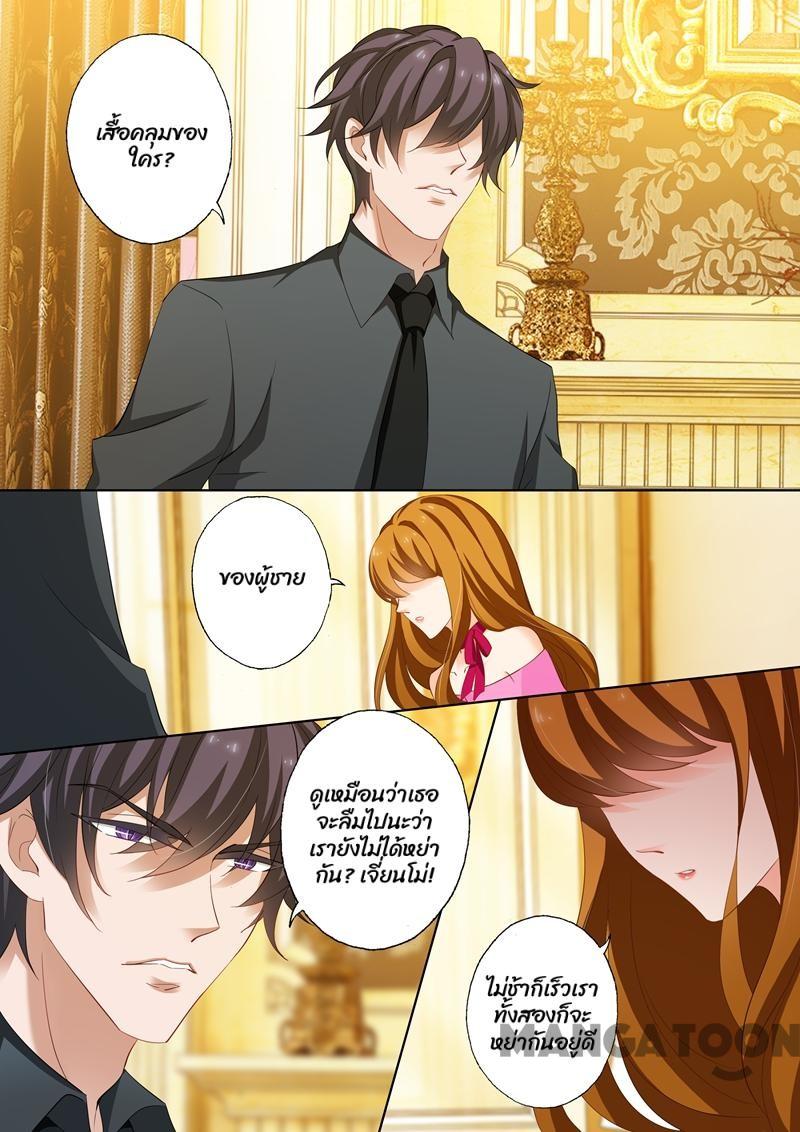 เสื้อคลุมของ
ใคร?
ของผู้ชาย
ดูเหมือนว่าเธอ
จะลืมไปนะว่า
เรายังไม่ได้หย่า
กัน? เจี่ยนโม่!
ไม่ช้าก็เร็วเรา
ทั้งสองก็จะ
หย่ากันอยู่ดี
MANGATOON